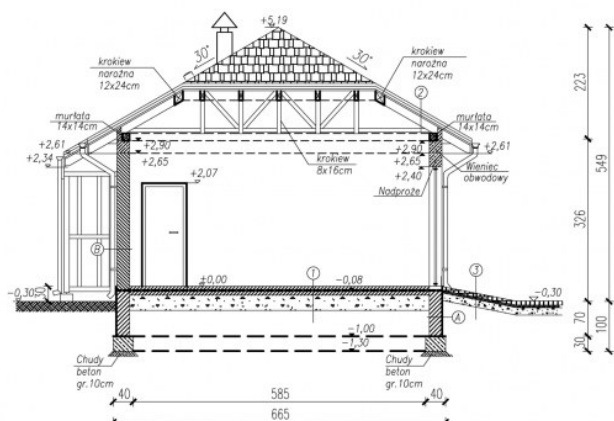 +5,19
30°
30°
krokiew
narożna
12x24cm
krokiew
narożna
12x24cm
223
549
murłata
14x14cm
2
murłata
14x14cm
+2,61
+2,34
+2,90
+2,65
+2,90
+2,65
+2,40
+2,61
krokiew
8x16cm
Wieniec
obwodowy
Nadproże
+2,07
326
B
±0,00
1
-0,08
3
-0,30
-0,30
A
-1,00
-1,30
70
30
100
Chudy
beton
gr.10cm
Chudy
beton
gr.10cm
40
585
40
665